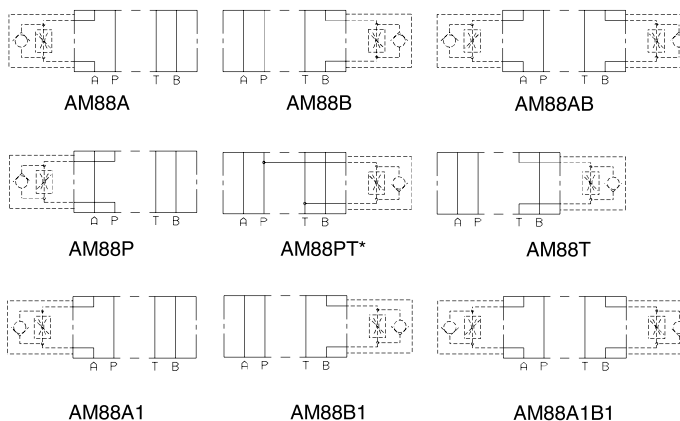 A P T B A P T B A P T B
AM88A AM88B AM88AB
A P T B A P T B A P T B
AM88P AM88PT* AM88T
A P T B A P T B A P T B
AM88A1 AM88B1 AM88A1B1